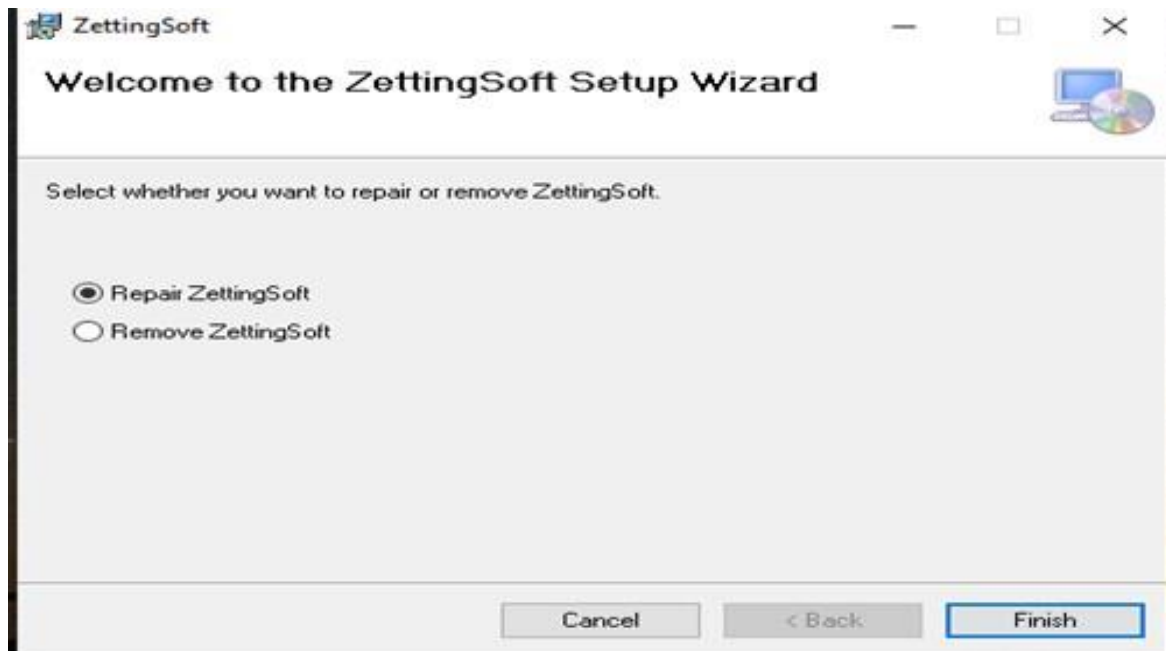 ZettingSoft
Welcome to the ZettingSoft Setup Wizard
Select whether you want to repair or remove ZettingSoft.
Repair ZettingSoft
Remove ZettingSoft
Cancel
< Back
Finish